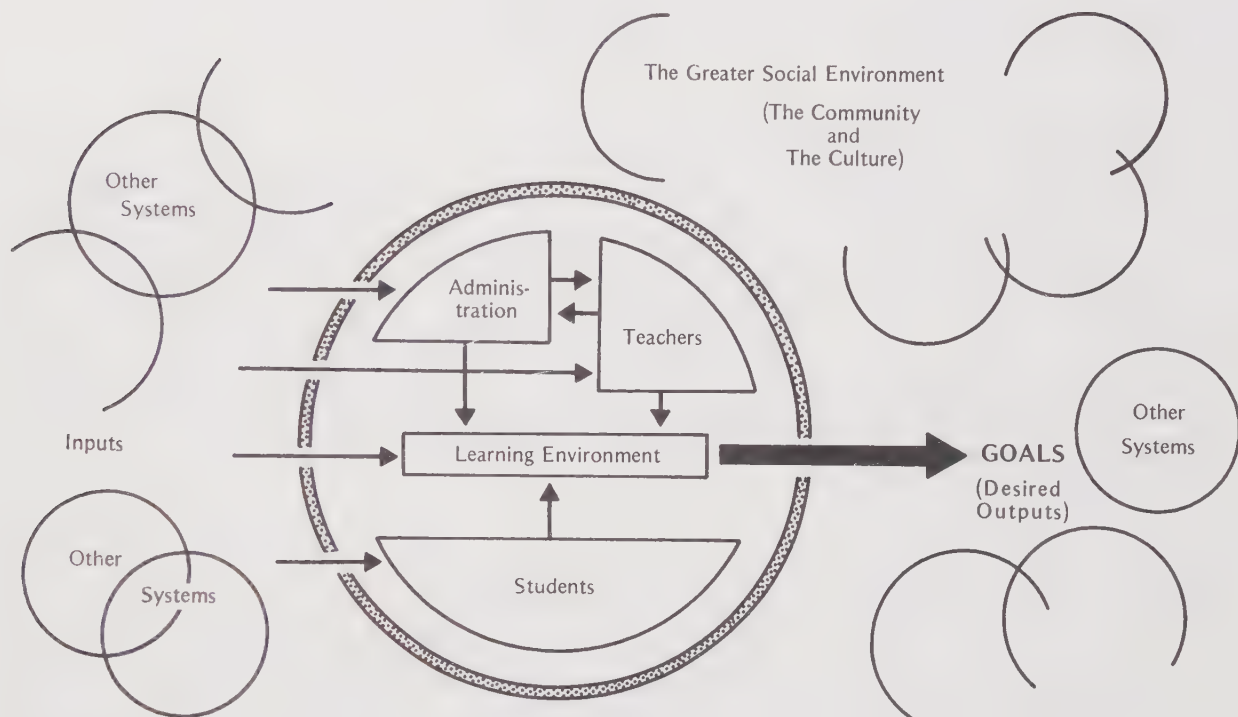 The Greater Social Environment
(The Community
and
The Culture)
Other
Systems
Adminis-
tration
Teachers
Inputs
Learning Environment
GOALS
(Desired
Outputs)
Other
Systems
Other
Systems
Students